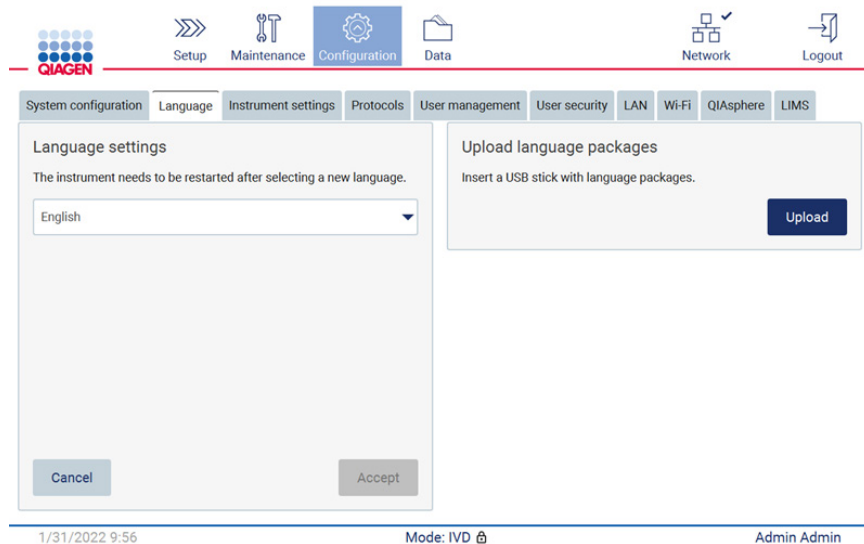 QIAGEN
Setup
Maintenance
Configuration
Data
Network
Logout
System configuration
Language
Instrument settings
Protocols
User management
User security
LAN
Wi-Fi
QIAsphere
LIMS
Language settings
The instrument needs to be restarted after selecting a new language.
English
Cancel
Accept
Upload language packages
Insert a USB stick with language packages.
Upload
1/31/2022 9:56
Mode: IVD
Admin Admin